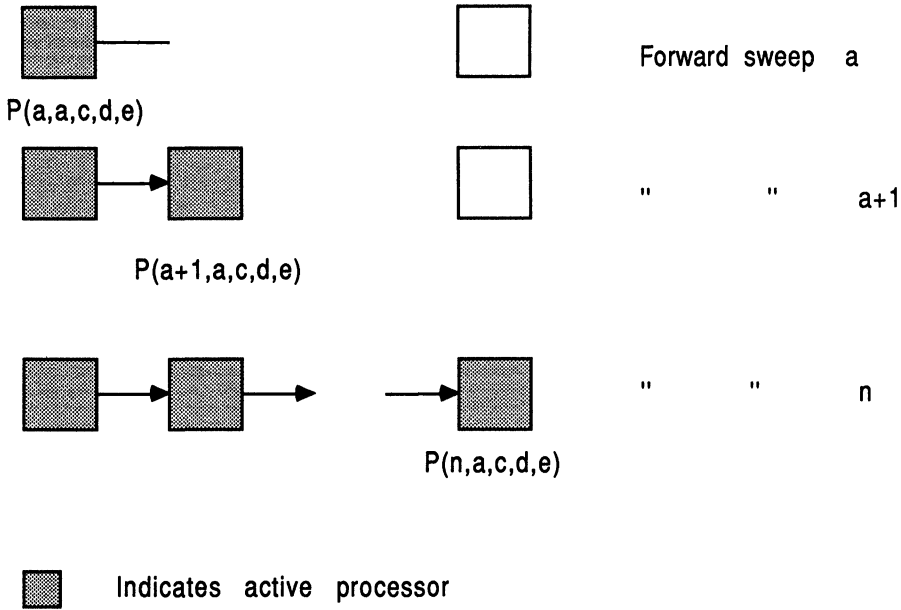 Forward sweep a
P(a,a,c,d,e)
" " a+1
P(a+1,a,c,d,e)
" " n
P(n,a,c,d,e)
Indicates active processor